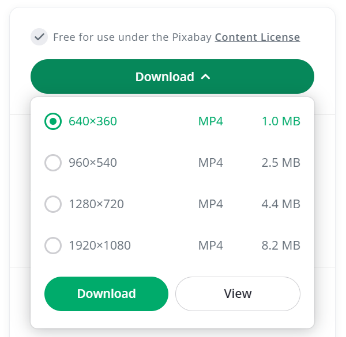 Free for use under the Pixabay Content License
Download
640×360 MP4 1.0 MB
960×540 MP4 2.5 MB
1280×720 MP4 4.4 MB
1920×1080 MP4 8.2 MB
Download View